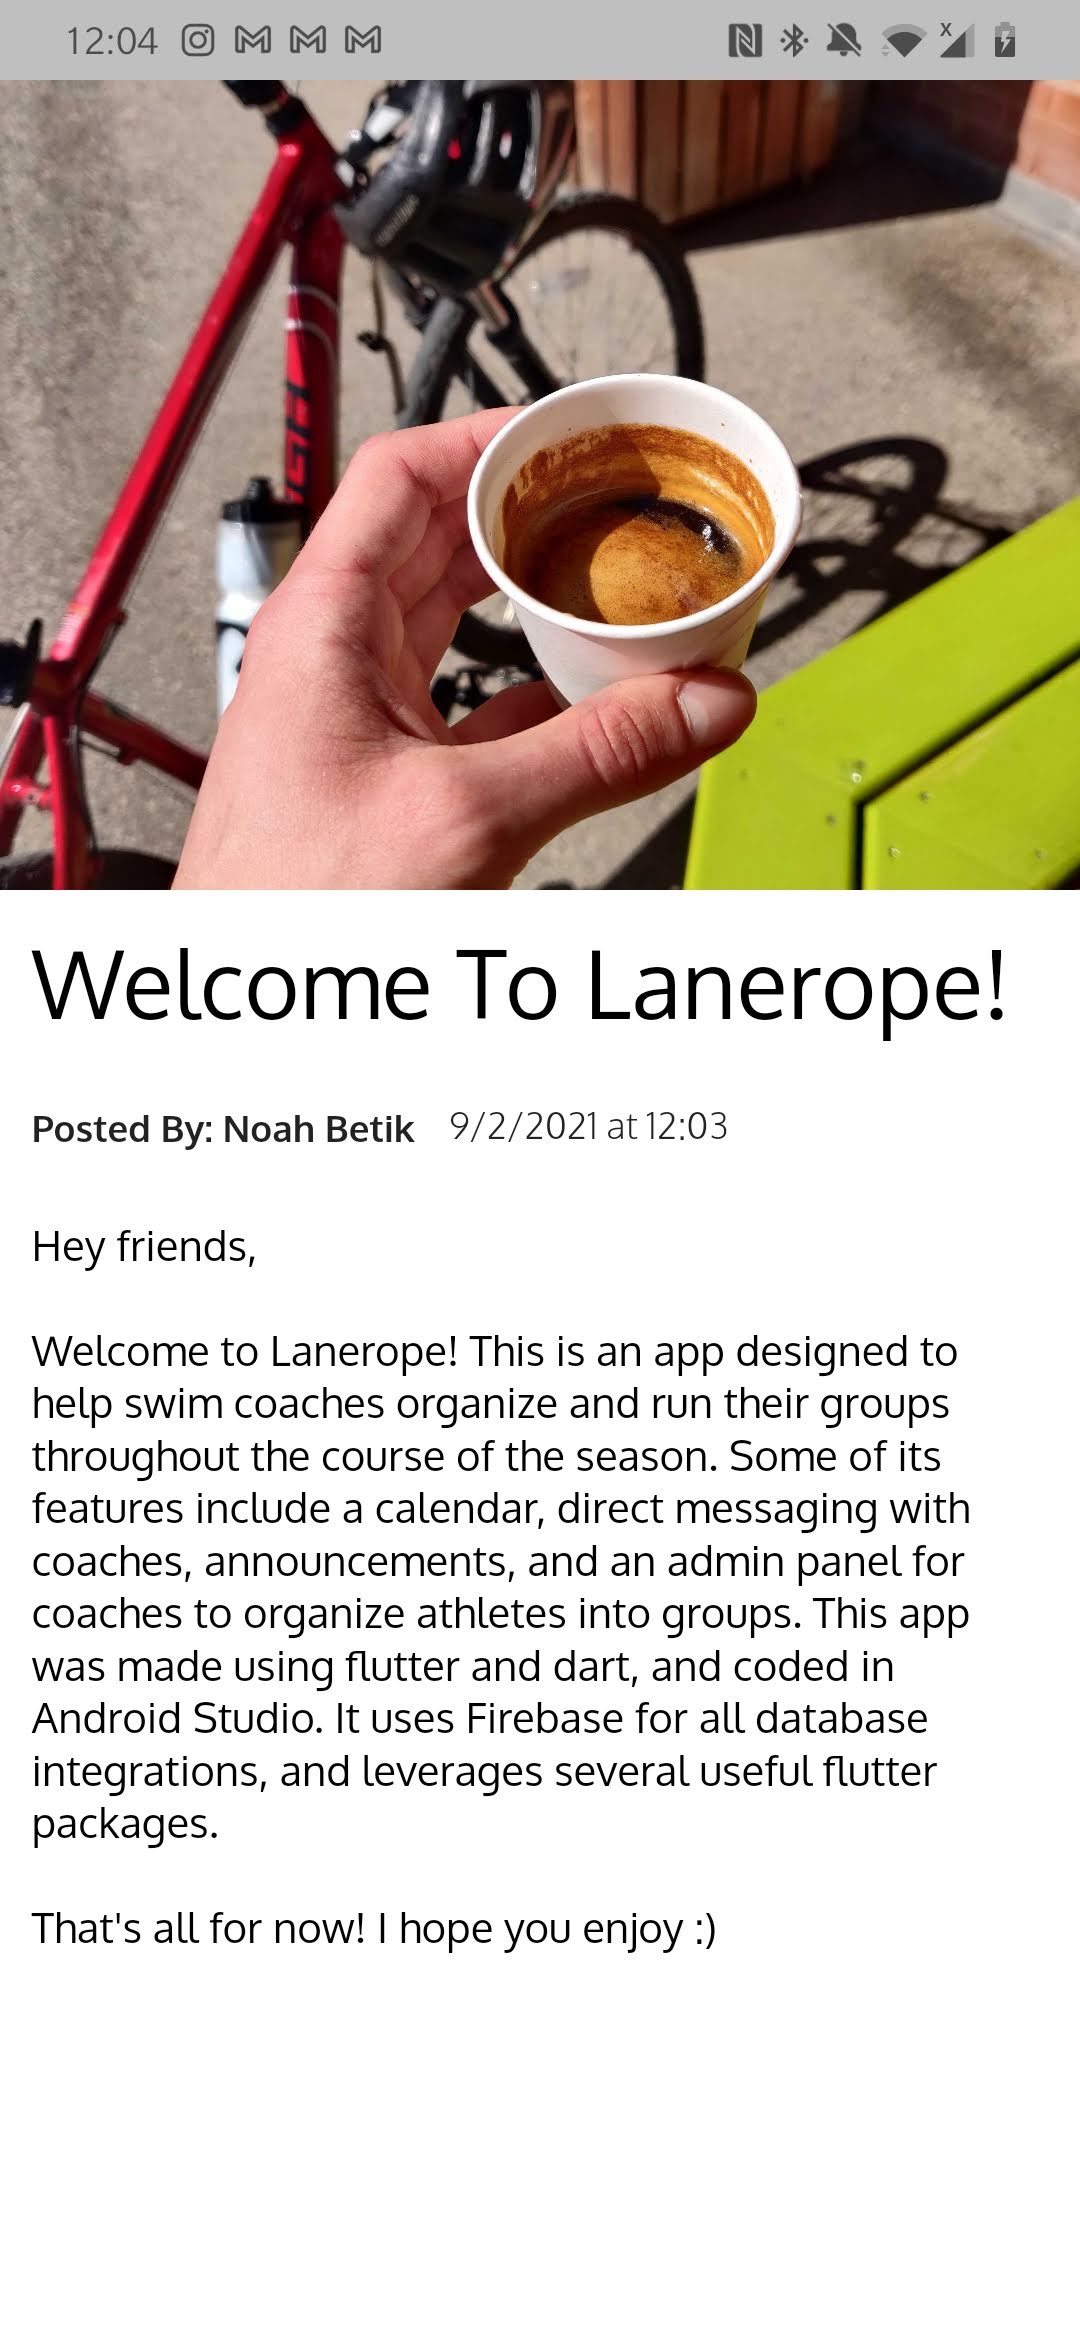 12:04
Welcome To Lanerope!
Posted By: Noah Betik 9/2/2021 at 12:03
Hey friends,
Welcome to Lanerope! This is an app designed to
help swim coaches organize and run their groups
throughout the course of the season. Some of its
features include a calendar, direct messaging with
coaches, announcements, and an admin panel for
coaches to organize athletes into groups. This app
was made using flutter and dart, and coded in
Android Studio. It uses Firebase for all database
integrations, and leverages several useful flutter
packages.
That's all for now! I hope you enjoy :)